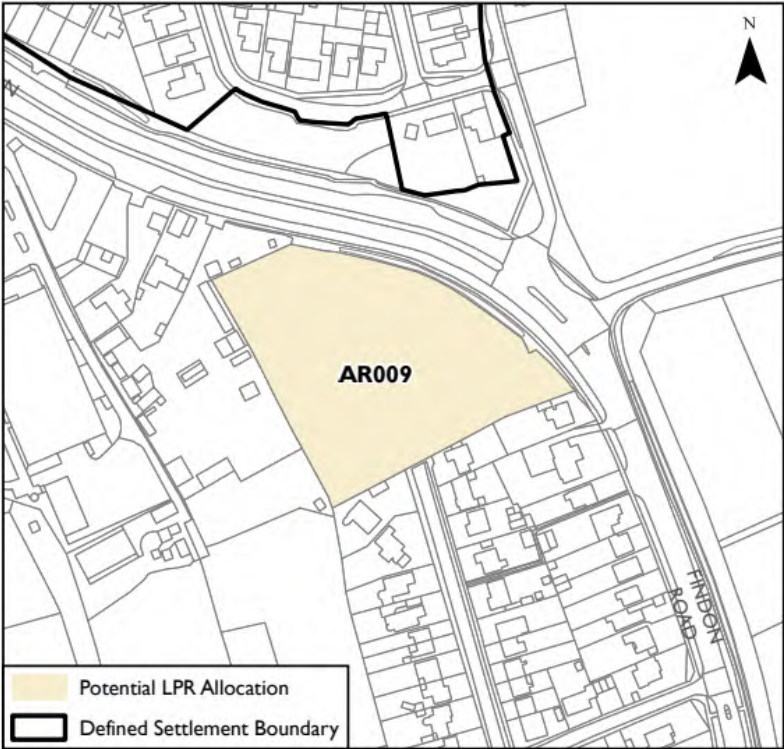 N
AR009
FINDON
ROAD
Potential LPR Allocation
Defined Settlement Boundary